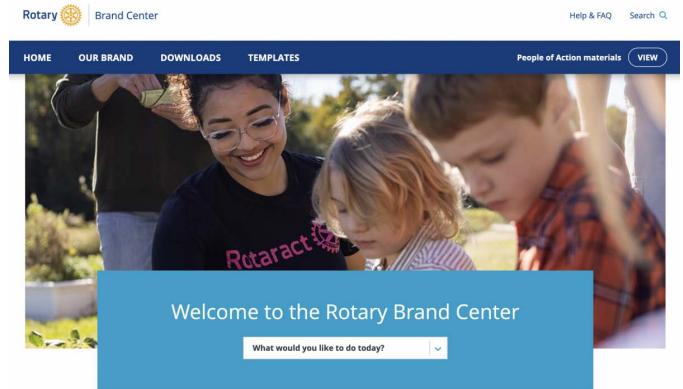 Rotary
Brand Center
Help & FAQ
Search
HOME
OUR BRAND
DOWNLOADS
TEMPLATES
People of Action materials
VIEW
Rotaract
Welcome to the Rotary Brand Center
What would you like to do today?